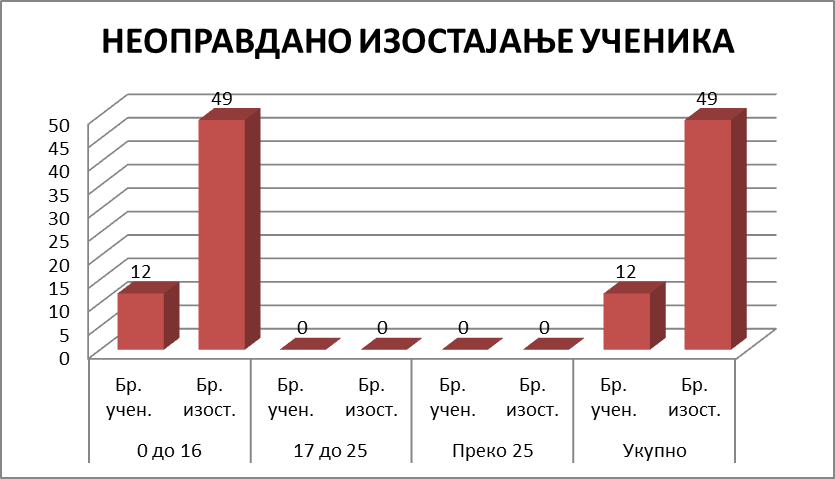 НЕОПРАВДАНО ИЗОСТАЈАЊЕ УЧЕНИКА
49 49
50
45
40
35
30
25
20
15
10
5
0
12 12
0 0 0 0
Бр. Бр. Бр. Бр. Бр. Бр. Бр. Бр.
учен. изост. учен. изост. учен. изост. учен. изост.
0 до 16 17 до 25 Преко 25 Укупно